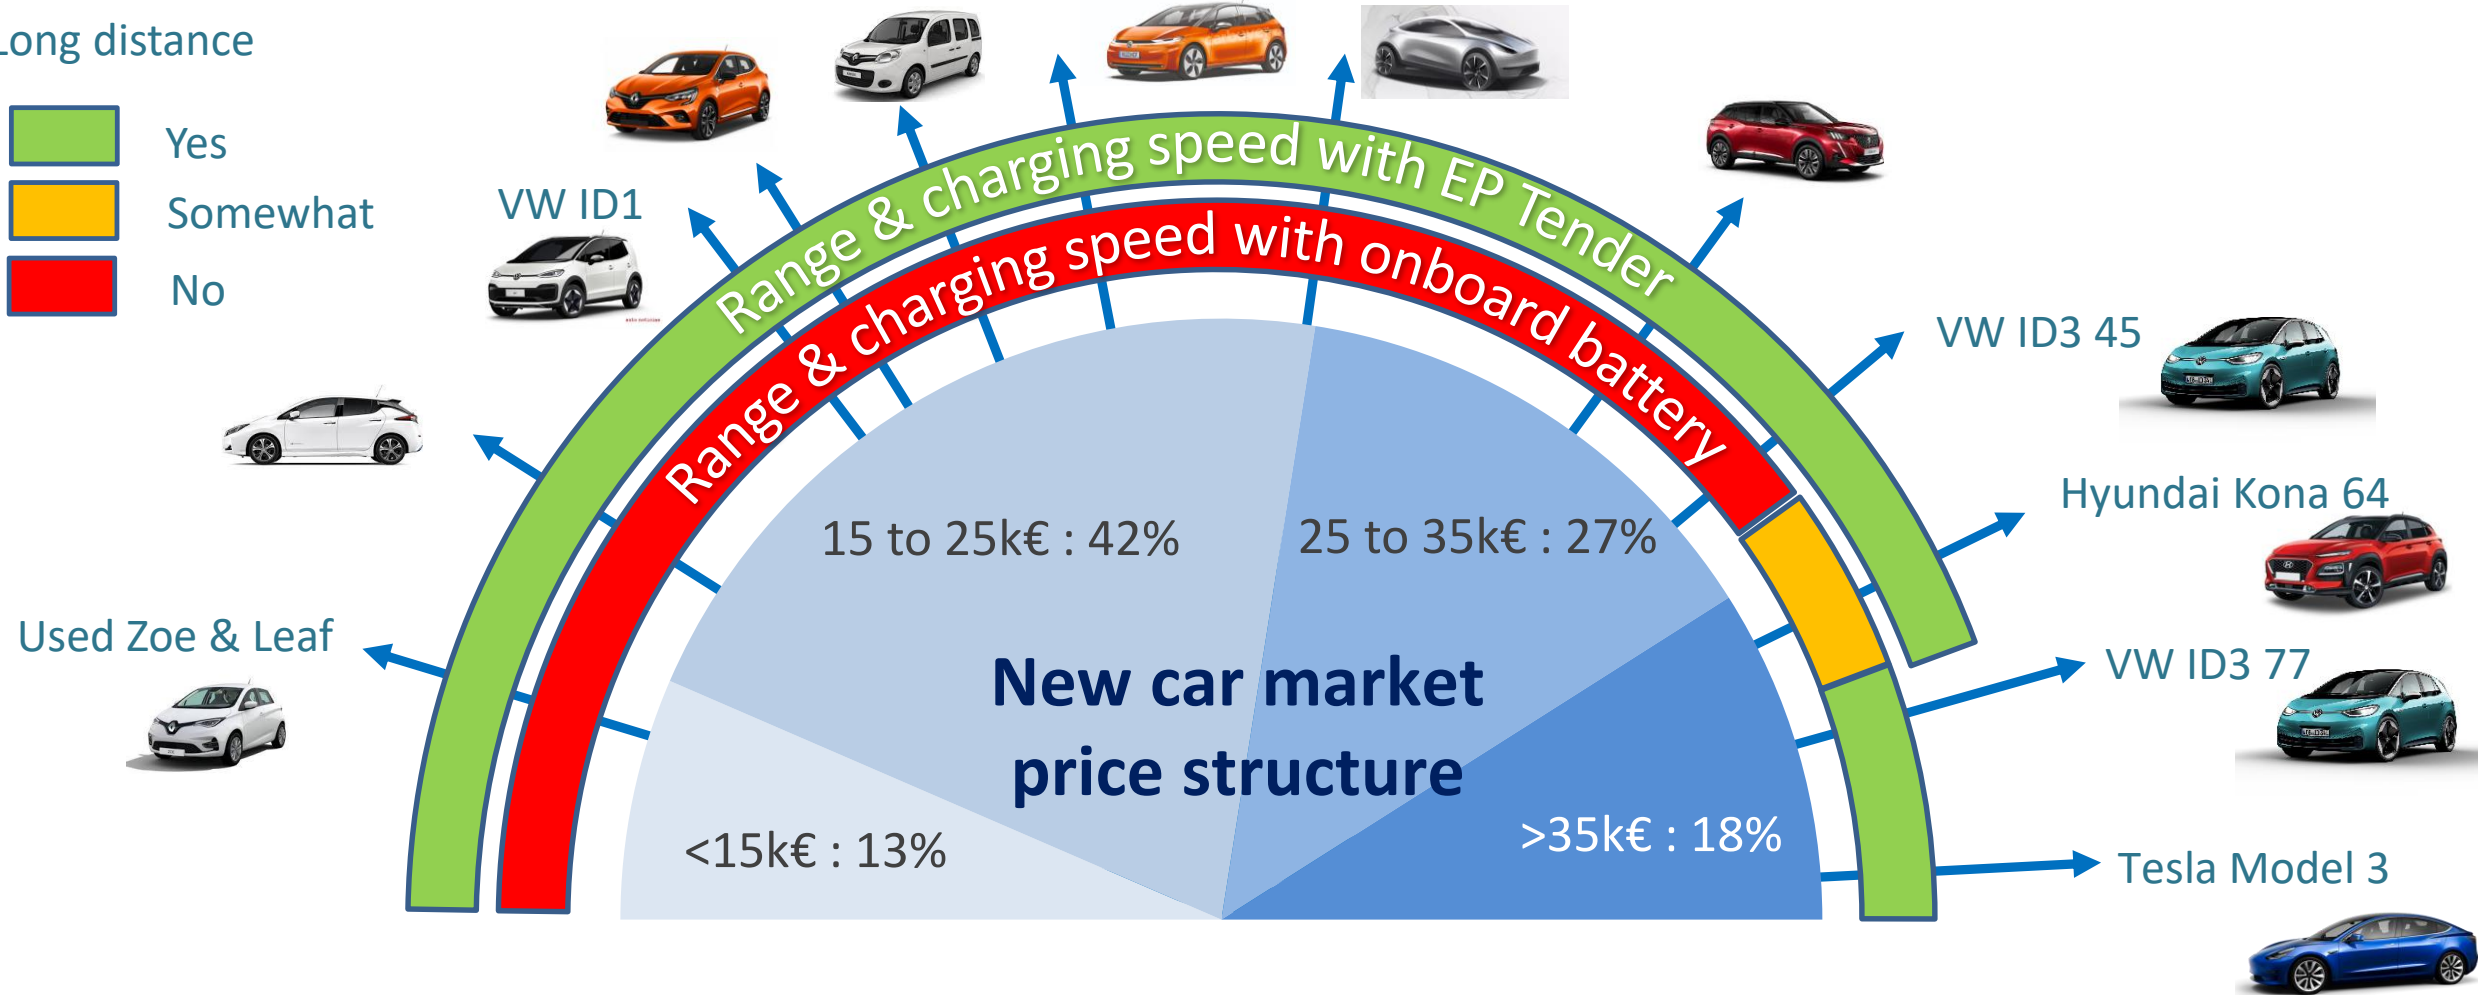 Long distance
Yes
Somewhat
No
VW ID1
Used Zoe & Leaf
Range & charging speed with EP Tender
Range & charging speed with onboard battery
15 to 25k€ : 42%
25 to 35k€ : 27%
New car market
price structure
<15k€ : 13%
>35k€ : 18%
VW ID3 45
Hyundai Kona 64
VW ID3 77
Tesla Model 3